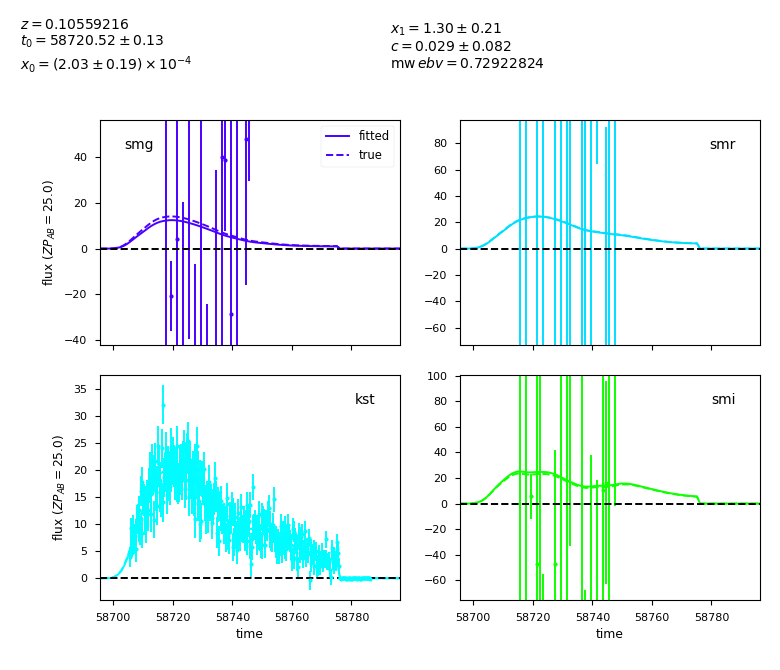 z = 0.10559216
t₀ = 58720.52 ± 0.13
x₀ = (2.03 ± 0.19) × 10⁻⁴
x₁ = 1.30 ± 0.21
c = 0.029 ± 0.082
mw ebv = 0.72922824
smg
fitted
true
40
20
0
−20
−40
flux (ZP_AB = 25.0)
smr
80
60
40
20
0
−20
−40
−60
kst
35
30
25
20
15
10
5
0
flux (ZP_AB = 25.0)
58700 58720 58740 58760 58780
time
smi
100
80
60
40
20
0
−20
−40
−60
58700 58720 58740 58760 58780
time